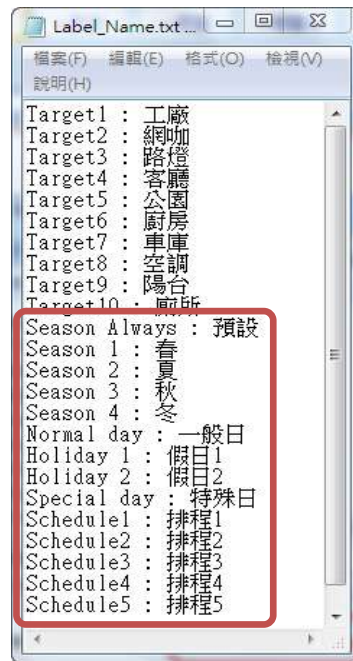 Label_Name.txt ...
檔案(F) 編輯(E) 格式(O) 檢視(V)
說明(H)
Target1 : 工廠
Target2 : 網咖
Target3 : 路燈
Target4 : 客廳
Target5 : 公園
Target6 : 廚房
Target7 : 車庫
Target8 : 空調
Target9 : 陽台
Target10 : 廁所
Season Always : 預設
Season 1 : 春
Season 2 : 夏
Season 3 : 秋
Season 4 : 冬
Normal day : 一般日
Holiday 1 : 假日1
Holiday 2 : 假日2
Special day : 特殊日
Schedule1 : 排程1
Schedule2 : 排程2
Schedule3 : 排程3
Schedule4 : 排程4
Schedule5 : 排程5